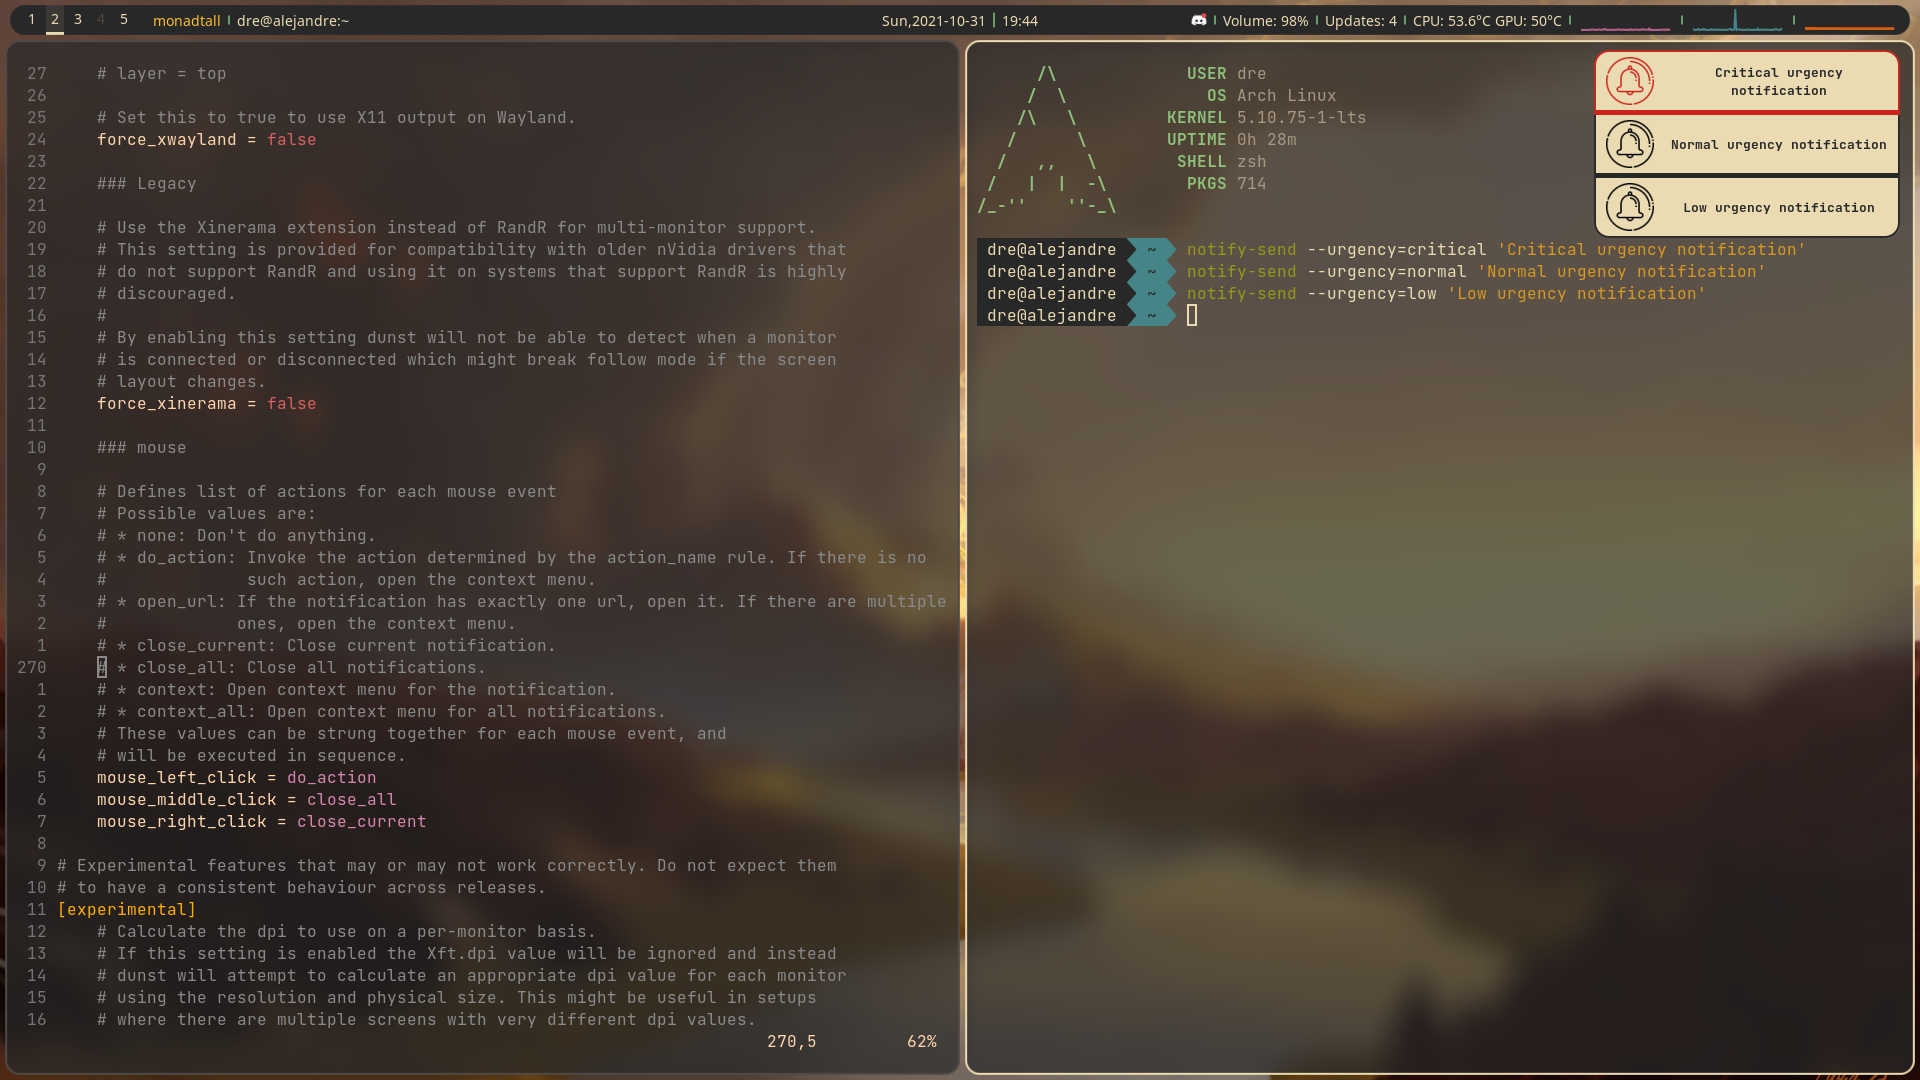 1 2 3 4 5 monadtall dre@alejandre:~ Sun,2021-10-31 19:44 Volume: 98% Updates: 4 CPU: 53.6°C GPU: 50°C
27 # layer = top
26
25 # Set this to true to use X11 output on Wayland.
24 force_xwayland = false
23
22 ### Legacy
21
20 # Use the Xinerama extension instead of RandR for multi-monitor support.
19 # This setting is provided for compatibility with older nVidia drivers that
18 # do not support RandR and using it on systems that support RandR is highly
17 # discouraged.
16 #
15 # By enabling this setting dunst will not be able to detect when a monitor
14 # is connected or disconnected which might break follow mode if the screen
13 # layout changes.
12 force_xinerama = false
11
10 ### mouse
9
8 # Defines list of actions for each mouse event
7 # Possible values are:
6 # * none: Don't do anything.
5 # * do_action: Invoke the action determined by the action_name rule. If there is no
4 # such action, open the context menu.
3 # * open_url: If the notification has exactly one url, open it. If there are multiple
2 # ones, open the context menu.
1 # * close_current: Close current notification.
270 # * close_all: Close all notifications.
1 # * context: Open context menu for the notification.
2 # * context_all: Open context menu for all notifications.
3 # These values can be strung together for each mouse event, and
4 # will be executed in sequence.
5 mouse_left_click = do_action
6 mouse_middle_click = close_all
7 mouse_right_click = close_current
8
9 # Experimental features that may or may not work correctly. Do not expect them
10 # to have a consistent behaviour across releases.
11 [experimental]
12 # Calculate the dpi to use on a per-monitor basis.
13 # If this setting is enabled the Xft.dpi value will be ignored and instead
14 # dunst will attempt to calculate an appropriate dpi value for each monitor
15 # using the resolution and physical size. This might be useful in setups
16 # where there are multiple screens with very different dpi values.
270,5 62%
USER dre
OS Arch Linux
KERNEL 5.10.75-1-lts
UPTIME 0h 28m
SHELL zsh
PKGS 714
Critical urgency
notification
Normal urgency notification
Low urgency notification
dre@alejandre ~ notify-send --urgency=critical 'Critical urgency notification'
dre@alejandre ~ notify-send --urgency=normal 'Normal urgency notification'
dre@alejandre ~ notify-send --urgency=low 'Low urgency notification'
dre@alejandre ~